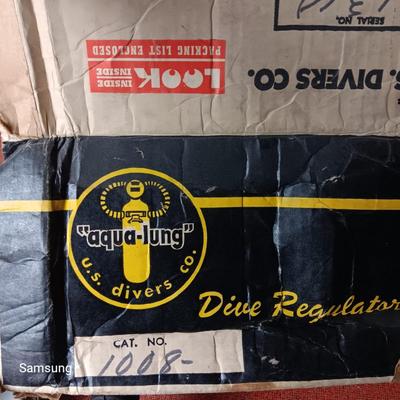 SERIAL NO.
LOOK
INSIDE
INSIDE
PACKING LIST ENCLOSED
. DIVERS CO.
"aqua-lung"
u.s. divers co.
Dive Regulator
CAT. NO.
1008-
Samsung